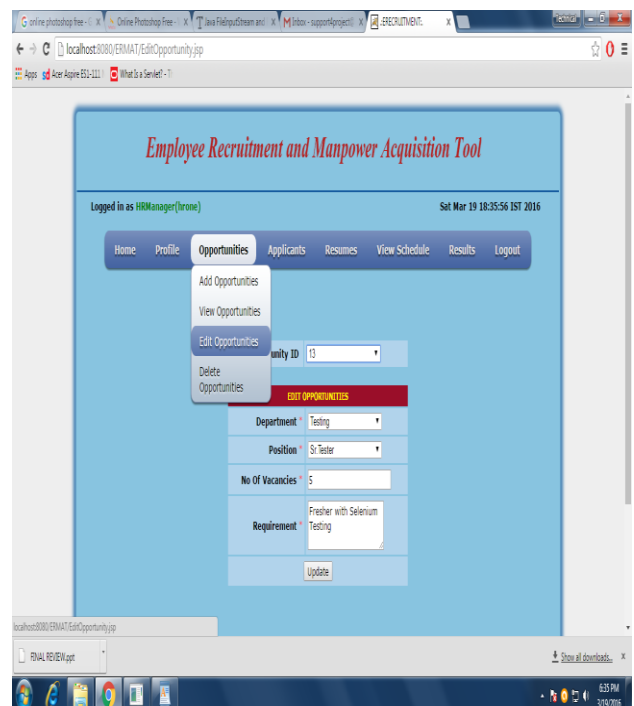 online photoshop free - G
Online Photoshop Free -
Java FileInputStream and
Inbox - support4project@
:ERECRUITMENT:
localhost:8080/ERMAT/EditOpportunity.jsp
Apps
Acer Aspire ES1-111
What Is a Servlet? - T
Employee Recruitment and Manpower Acquisition Tool
Logged in as HRManager(hrone)
Sat Mar 19 18:35:56 IST 2016
Home Profile Opportunities Applicants Resumes View Schedule Results Logout
Add Opportunities
View Opportunities
Edit Opportunities
Delete
Opportunities
unity ID 13
EDIT OPPORTUNITIES
Department * Testing
Position * Sr.Tester
No Of Vacancies * 5
Requirement * Fresher with Selenium
Testing
Update
localhost:8080/ERMAT/EditOpportunity.jsp
FINAL REVIEW.ppt
Show all downloads...
6:35 PM
3/19/2016